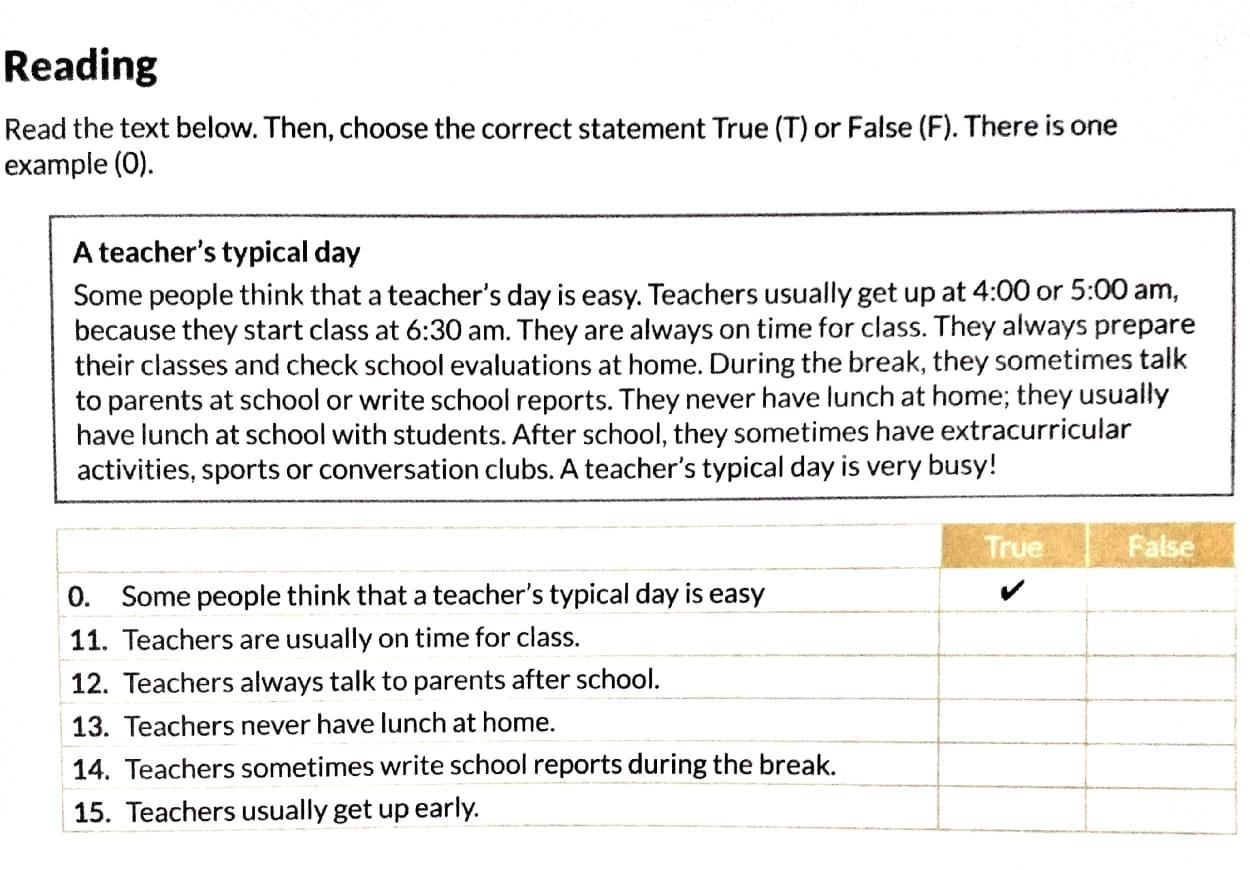 Reading
Read the text below. Then, choose the correct statement True (T) or False (F). There is one
example (0).
A teacher's typical day
Some people think that a teacher's day is easy. Teachers usually get up at 4:00 or 5:00 am,
because they start class at 6:30 am. They are always on time for class. They always prepare
their classes and check school evaluations at home. During the break, they sometimes talk
to parents at school or write school reports. They never have lunch at home; they usually
have lunch at school with students. After school, they sometimes have extracurricular
activities, sports or conversation clubs. A teacher's typical day is very busy!
True False
0. Some people think that a teacher's typical day is easy ✔
11. Teachers are usually on time for class.
12. Teachers always talk to parents after school.
13. Teachers never have lunch at home.
14. Teachers sometimes write school reports during the break.
15. Teachers usually get up early.